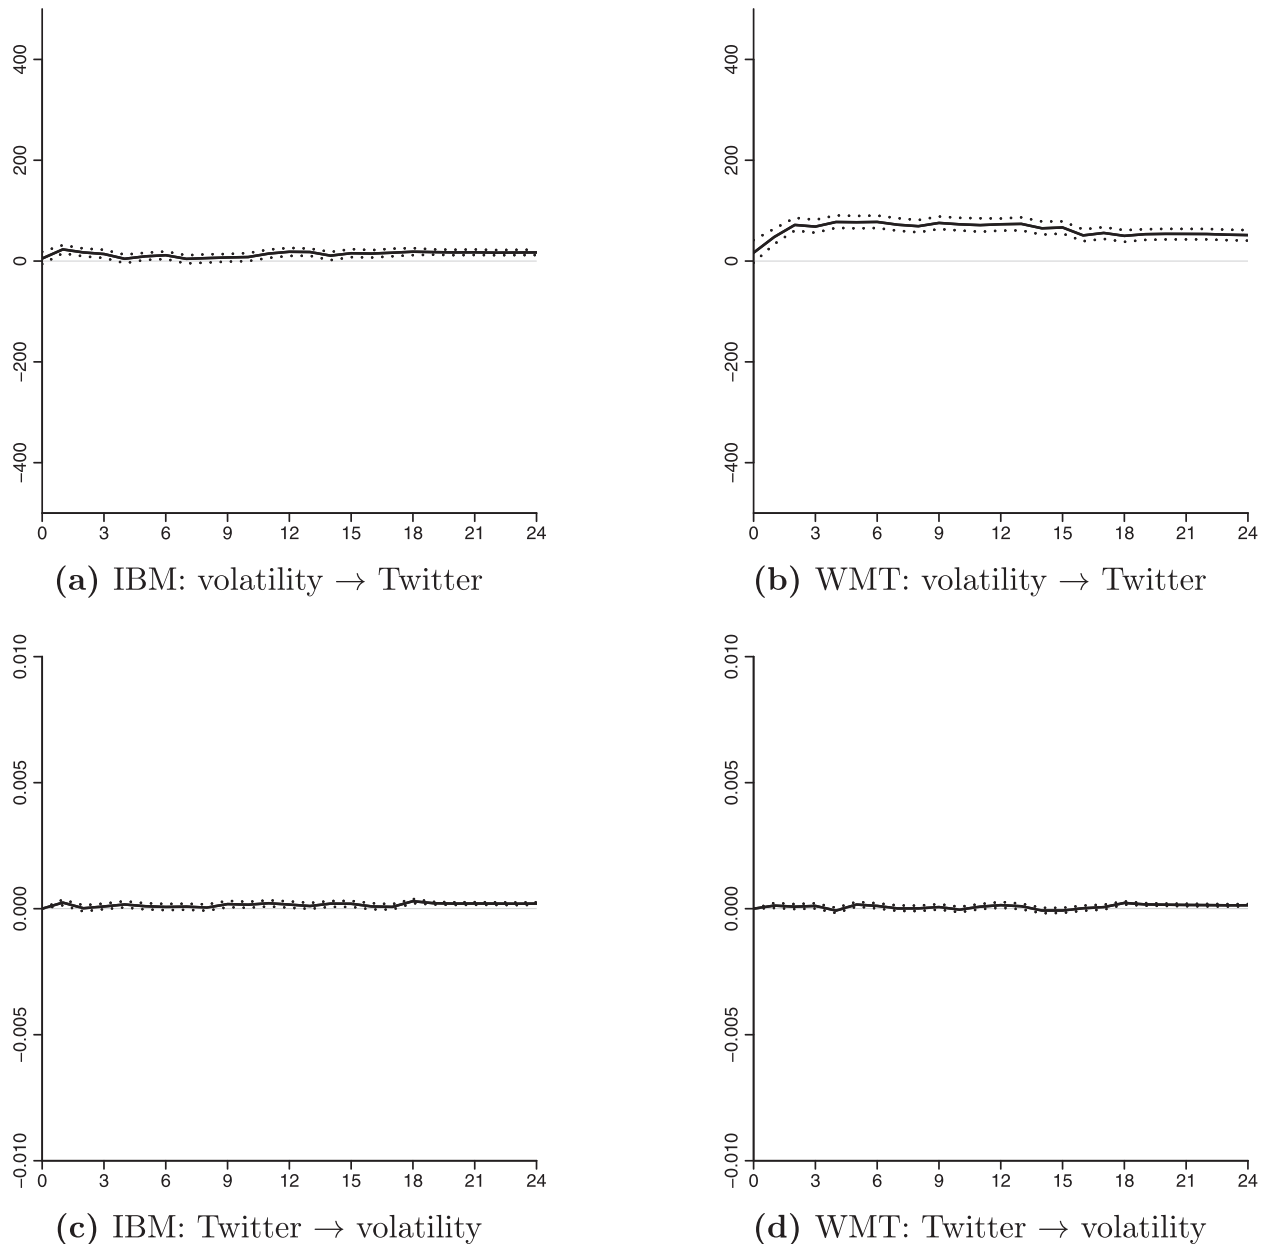 400
200
0
−200
−400
0 3 6 9 12 15 18 21 24
(a) IBM: volatility → Twitter
400
200
0
−200
−400
0 3 6 9 12 15 18 21 24
(b) WMT: volatility → Twitter
0.010
0.005
0.000
−0.005
−0.010
0 3 6 9 12 15 18 21 24
(c) IBM: Twitter → volatility
0.010
0.005
0.000
−0.005
−0.010
0 3 6 9 12 15 18 21 24
(d) WMT: Twitter → volatility